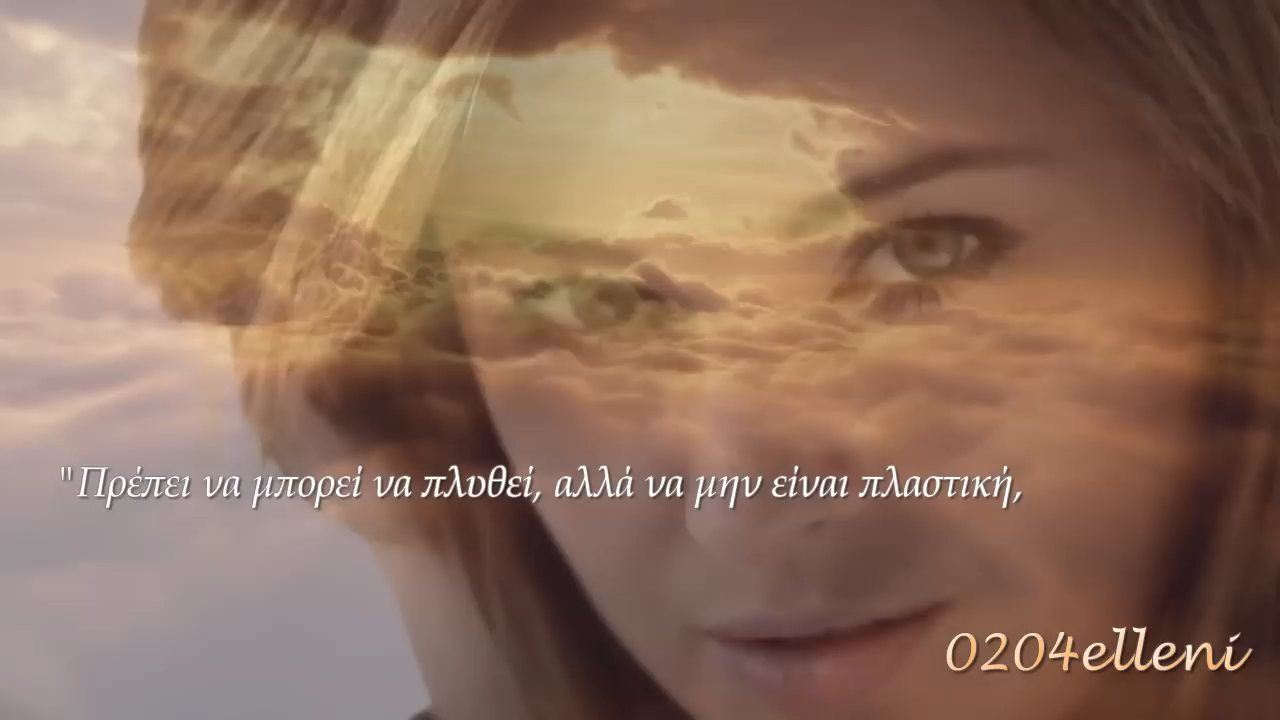 "Πρέπει να μπορεί να πλυθεί, αλλά να μην είναι πλαστική,
0204elleni